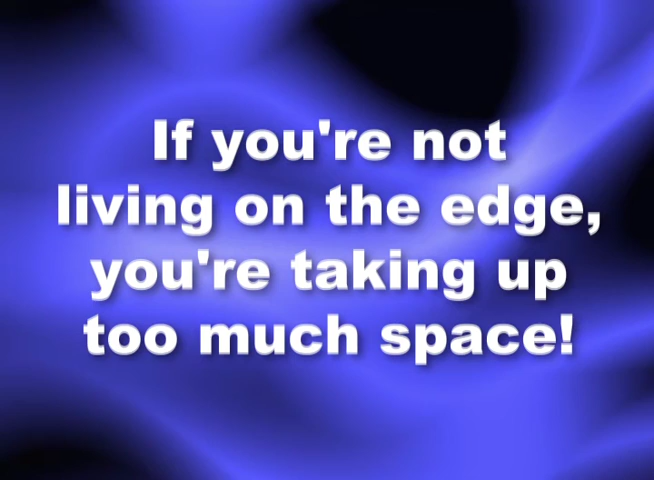 If you're not
living on the edge,
you're taking up
too much space!